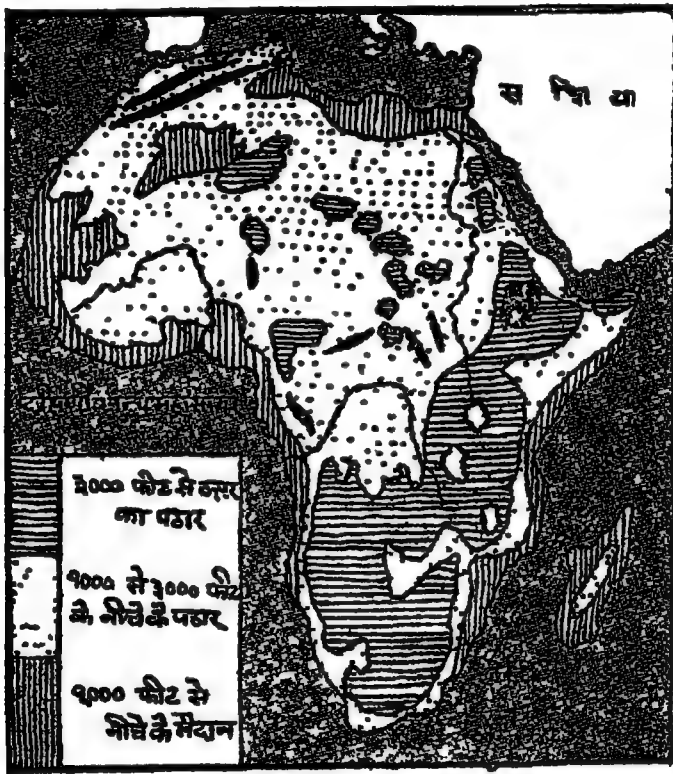 ३००० फीट से ऊपर
का पठार
१००० से ३००० फीट
के नीचे के पठार
१००० फीट से
नीचे के मैदान